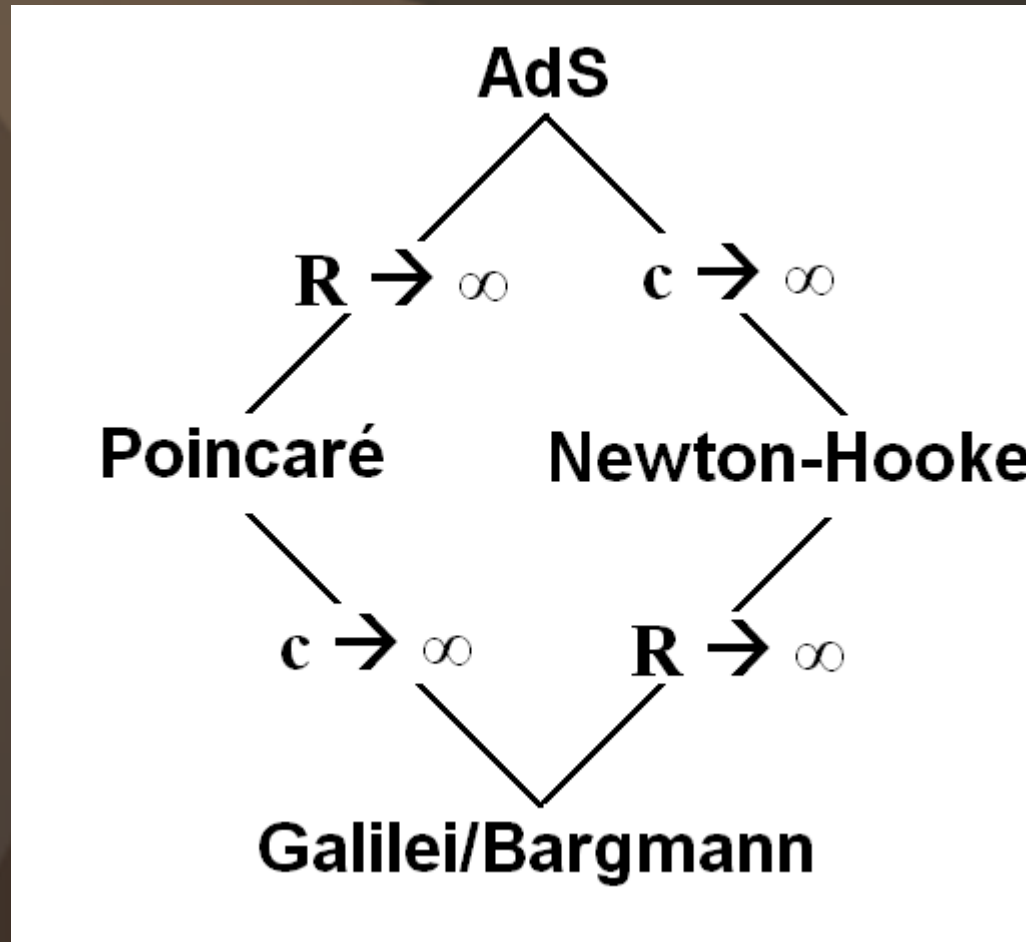 AdS
R → ∞ c → ∞
Poincaré Newton-Hooke
c → ∞ R → ∞
Galilei/Bargmann